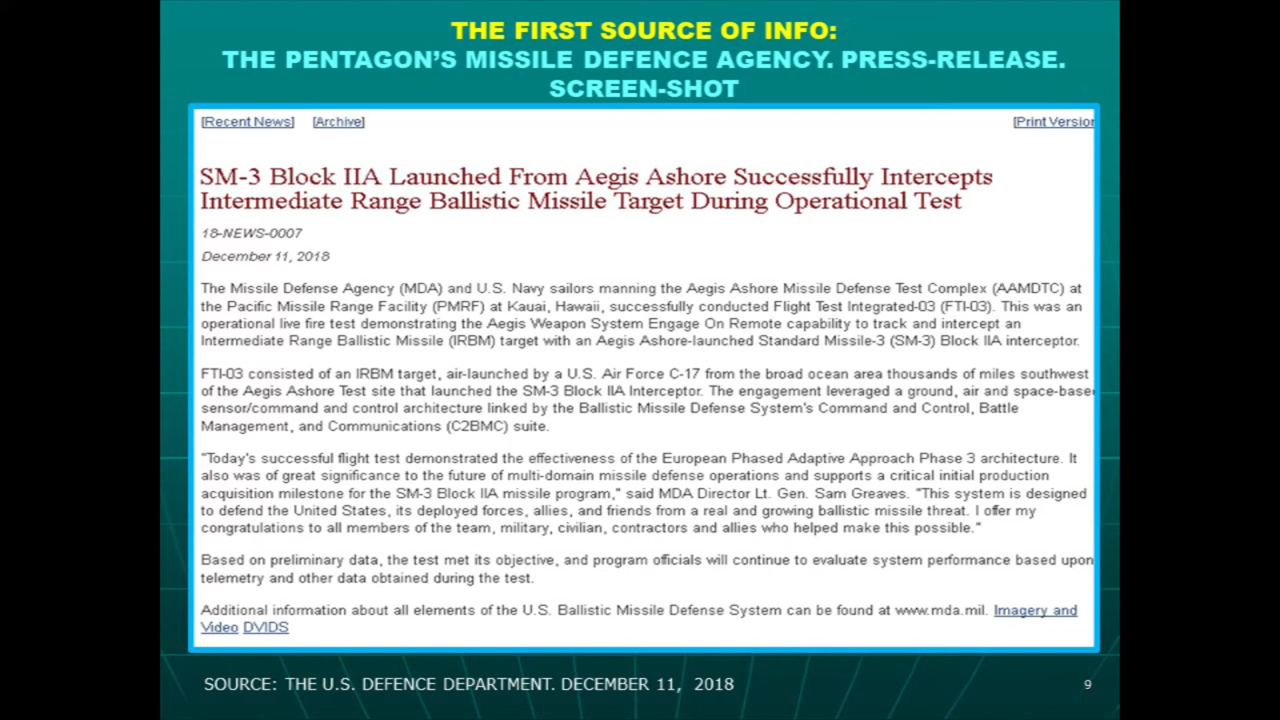 THE FIRST SOURCE OF INFO:
THE PENTAGON'S MISSILE DEFENCE AGENCY. PRESS-RELEASE.
SCREEN-SHOT
[Recent News] [Archive] [Print Version
SM-3 Block IIA Launched From Aegis Ashore Successfully Intercepts
Intermediate Range Ballistic Missile Target During Operational Test
18-NEWS-0007
December 11, 2018
The Missile Defense Agency (MDA) and U.S. Navy sailors manning the Aegis Ashore Missile Defense Test Complex (AAMDTC) at
the Pacific Missile Range Facility (PMRF) at Kauai, Hawaii, successfully conducted Flight Test Integrated-03 (FTI-03). This was an
operational live fire test demonstrating the Aegis Weapon System Engage On Remote capability to track and intercept an
Intermediate Range Ballistic Missile (IRBM) target with an Aegis Ashore-launched Standard Missile-3 (SM-3) Block IIA interceptor.
FTI-03 consisted of an IRBM target, air-launched by a U.S. Air Force C-17 from the broad ocean area thousands of miles southwest
of the Aegis Ashore Test site that launched the SM-3 Block IIA Interceptor. The engagement leveraged a ground, air and space-based
sensor/command and control architecture linked by the Ballistic Missile Defense System's Command and Control, Battle
Management, and Communications (C2BMC) suite.
"Today's successful flight test demonstrated the effectiveness of the European Phased Adaptive Approach Phase 3 architecture. It
also was of great significance to the future of multi-domain missile defense operations and supports a critical initial production
acquisition milestone for the SM-3 Block IIA missile program," said MDA Director Lt. Gen. Sam Greaves. "This system is designed
to defend the United States, its deployed forces, allies, and friends from a real and growing ballistic missile threat. I offer my
congratulations to all members of the team, military, civilian, contractors and allies who helped make this possible."
Based on preliminary data, the test met its objective, and program officials will continue to evaluate system performance based upon
telemetry and other data obtained during the test.
Additional information about all elements of the U.S. Ballistic Missile Defense System can be found at www.mda.mil. Imagery and
Video DVIDS
SOURCE: THE U.S. DEFENCE DEPARTMENT. DECEMBER 11, 2018
9